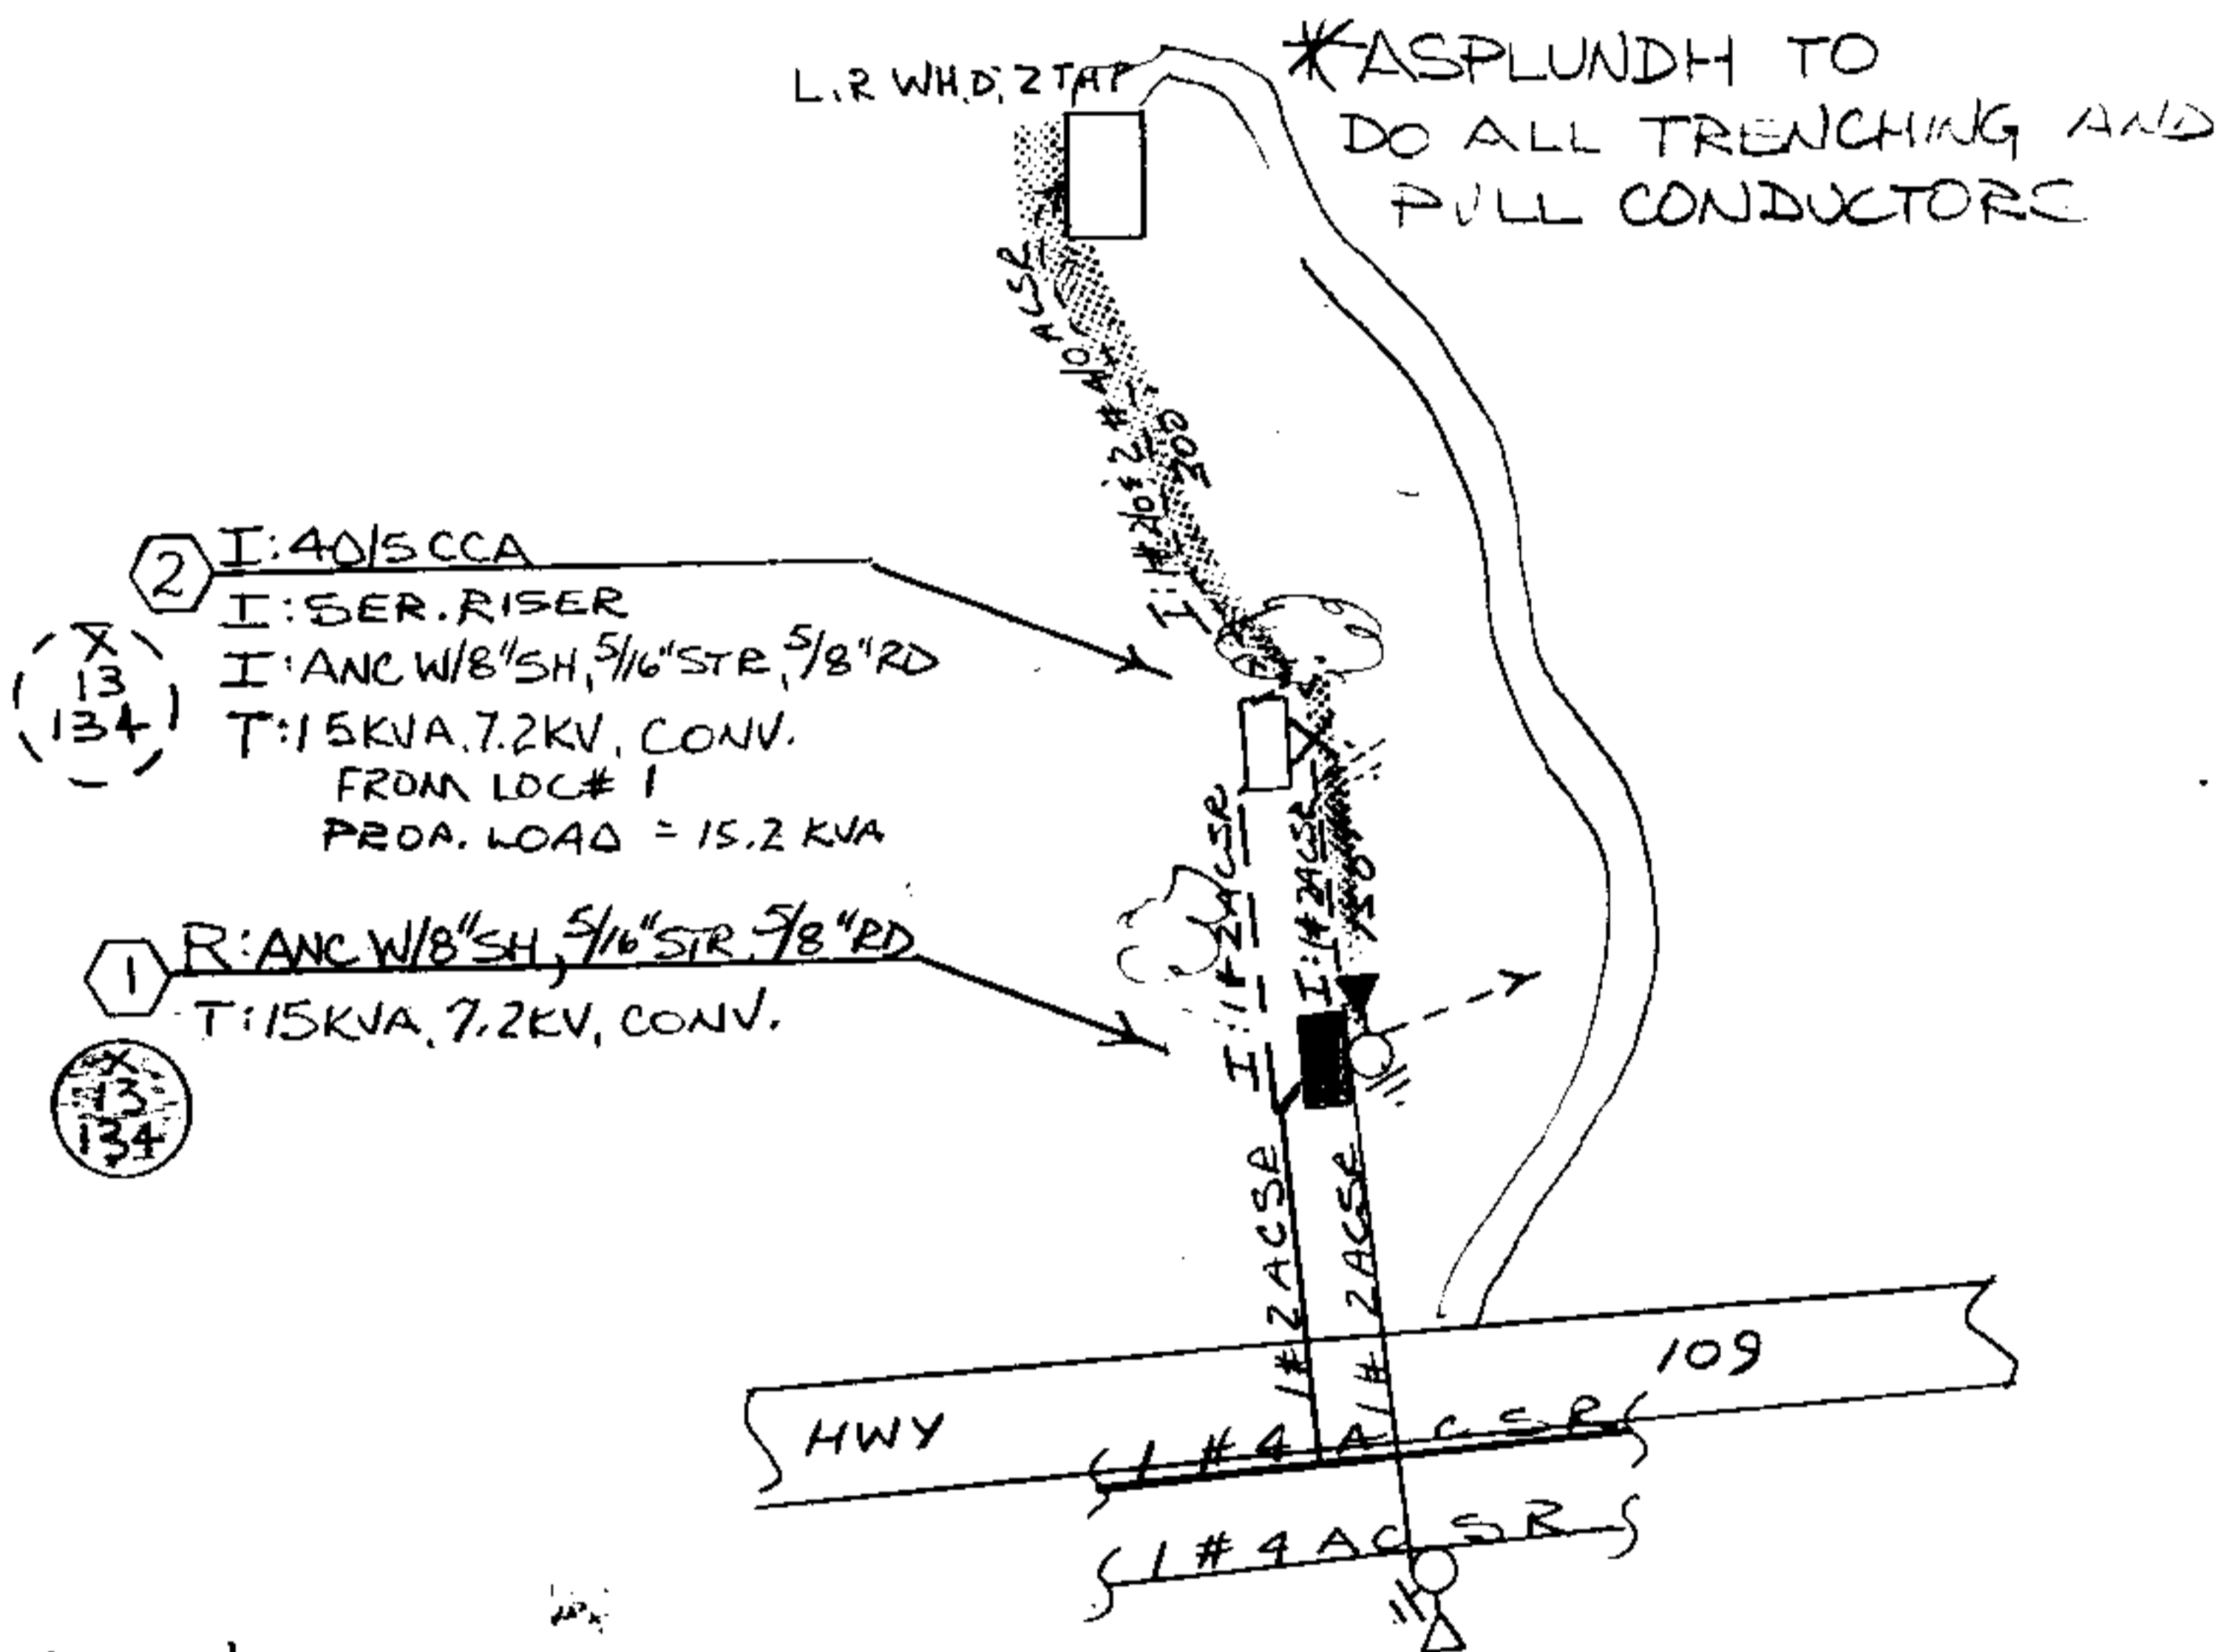 L.R WH.D, 2 TAP
*ASPLUNDH TO
DO ALL TRENCHING AND
PULL CONDUCTORS
2
I: 40/5 CCA
I: SER. RISER
I: ANC W/8" SH, 5/16" STR, 5/8" RD
T: 15KVA, 7.2KV, CONV.
FROM LOC# 1
PROP. LOAD = 15.2 KVA
X
13
134
1
R: ANC W/8" SH, 5/16" STR, 5/8" RD
T: 15KVA, 7.2KV, CONV.
X
13
134
ACSR
I: 1#2ACSR
I: 1#2ACSR
1# 2ACSR
1# 2ACSR
HWY
109
1#4 ACSR
1#4 ACSR